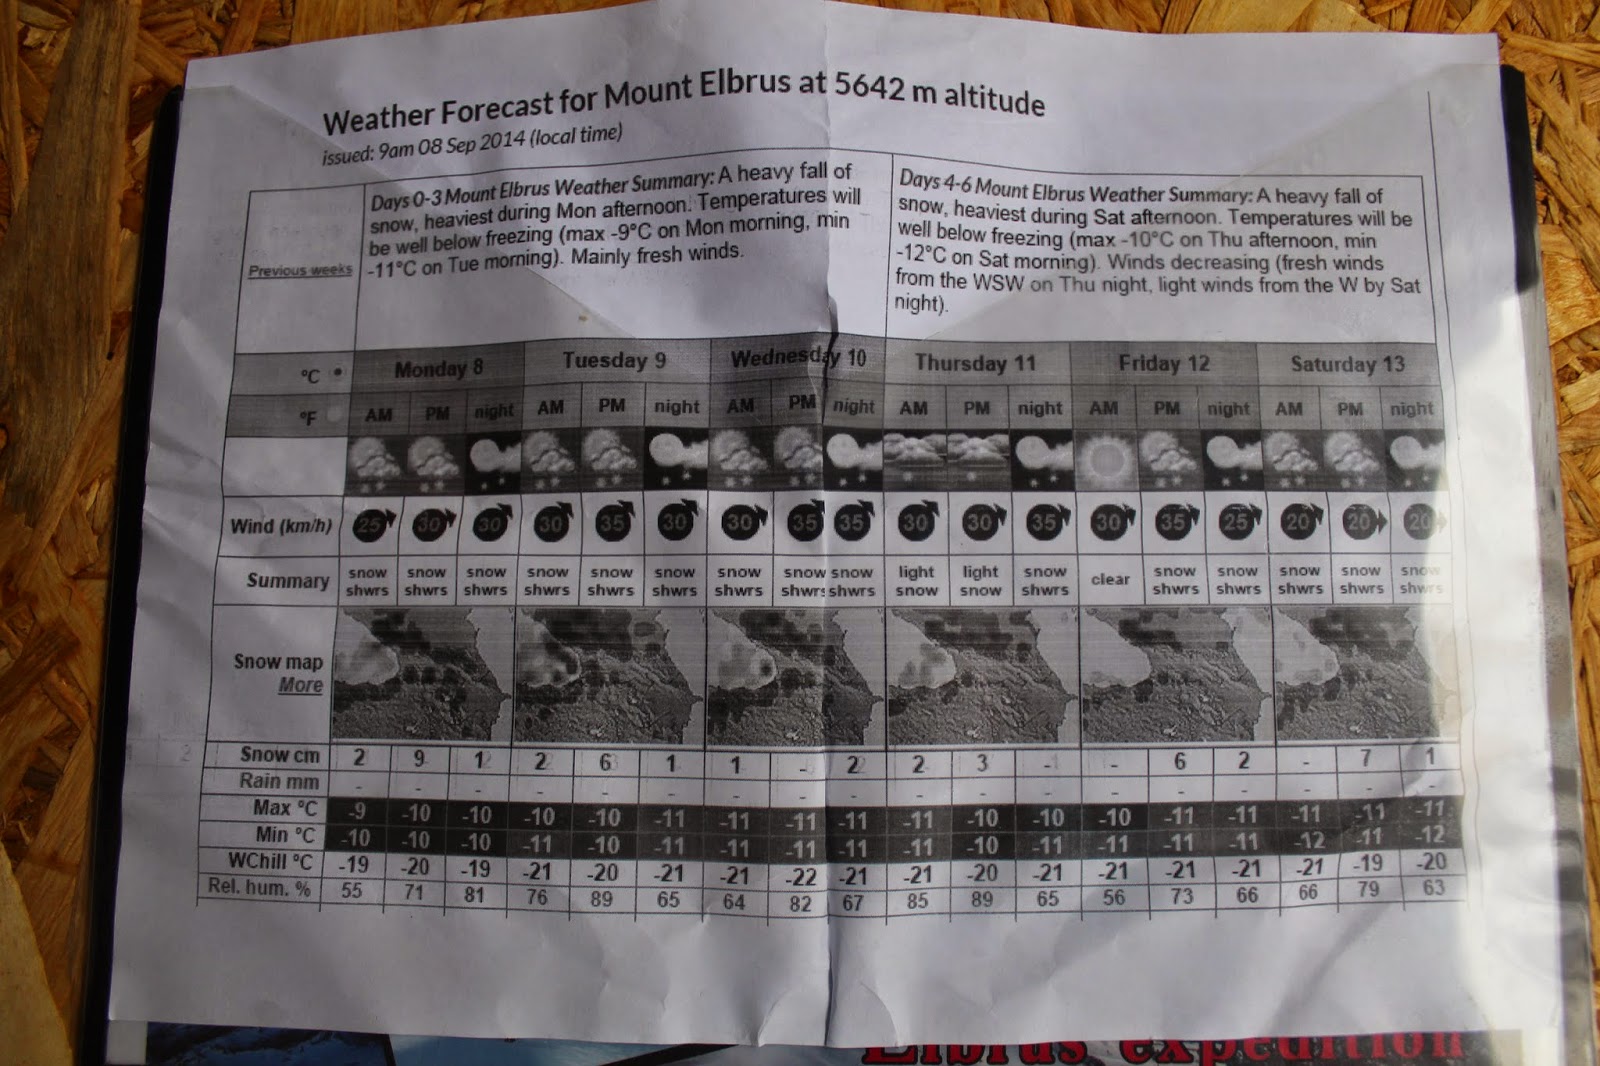 Weather Forecast for Mount Elbrus at 5642 m altitude
issued: 9am 08 Sep 2014 (local time)
Previous weeks
Days 0-3 Mount Elbrus Weather Summary: A heavy fall of
snow, heaviest during Mon afternoon. Temperatures will
be well below freezing (max -9°C on Mon morning, min
-11°C on Tue morning). Mainly fresh winds.
Days 4-6 Mount Elbrus Weather Summary: A heavy fall of
snow, heaviest during Sat afternoon. Temperatures will be
well below freezing (max -10°C on Thu afternoon, min
-12°C on Sat morning). Winds decreasing (fresh winds
from the WSW on Thu night, light winds from the W by Sat
night).
°C Monday 8 Tuesday 9 Wednesday 10 Thursday 11 Friday 12 Saturday 13
°F AM PM night AM PM night AM PM night AM PM night AM PM night AM PM night
Wind (km/h) 25 30 30 30 35 30 30 35 35 30 30 35 30 35 25 20 20 20
Summary snow shwrs snow shwrs snow shwrs snow shwrs snow shwrs snow shwrs snow shwrs snow shwrs snow shwrs light snow light snow snow shwrs clear snow shwrs snow shwrs snow shwrs snow shwrs snow shwrs
Snow map
More
Snow cm 2 9 1 2 6 1 1 - 2 2 3 - - 6 2 - 7 1
Rain mm - - - - - - - - - - - - - - - - - -
Max °C -9 -10 -10 -10 -10 -11 -11 -11 -11 -11 -10 -10 -10 -11 -11 -11 -11 -11
Min °C -10 -10 -10 -11 -10 -11 -11 -11 -11 -11 -10 -11 -11 -11 -11 -12 -11 -12
WChill °C -19 -20 -19 -21 -20 -21 -21 -22 -21 -21 -20 -21 -21 -21 -21 -21 -19 -20
Rel. hum. % 55 71 81 76 89 65 64 82 67 85 89 65 56 73 66 66 79 63
Elbrus expedition